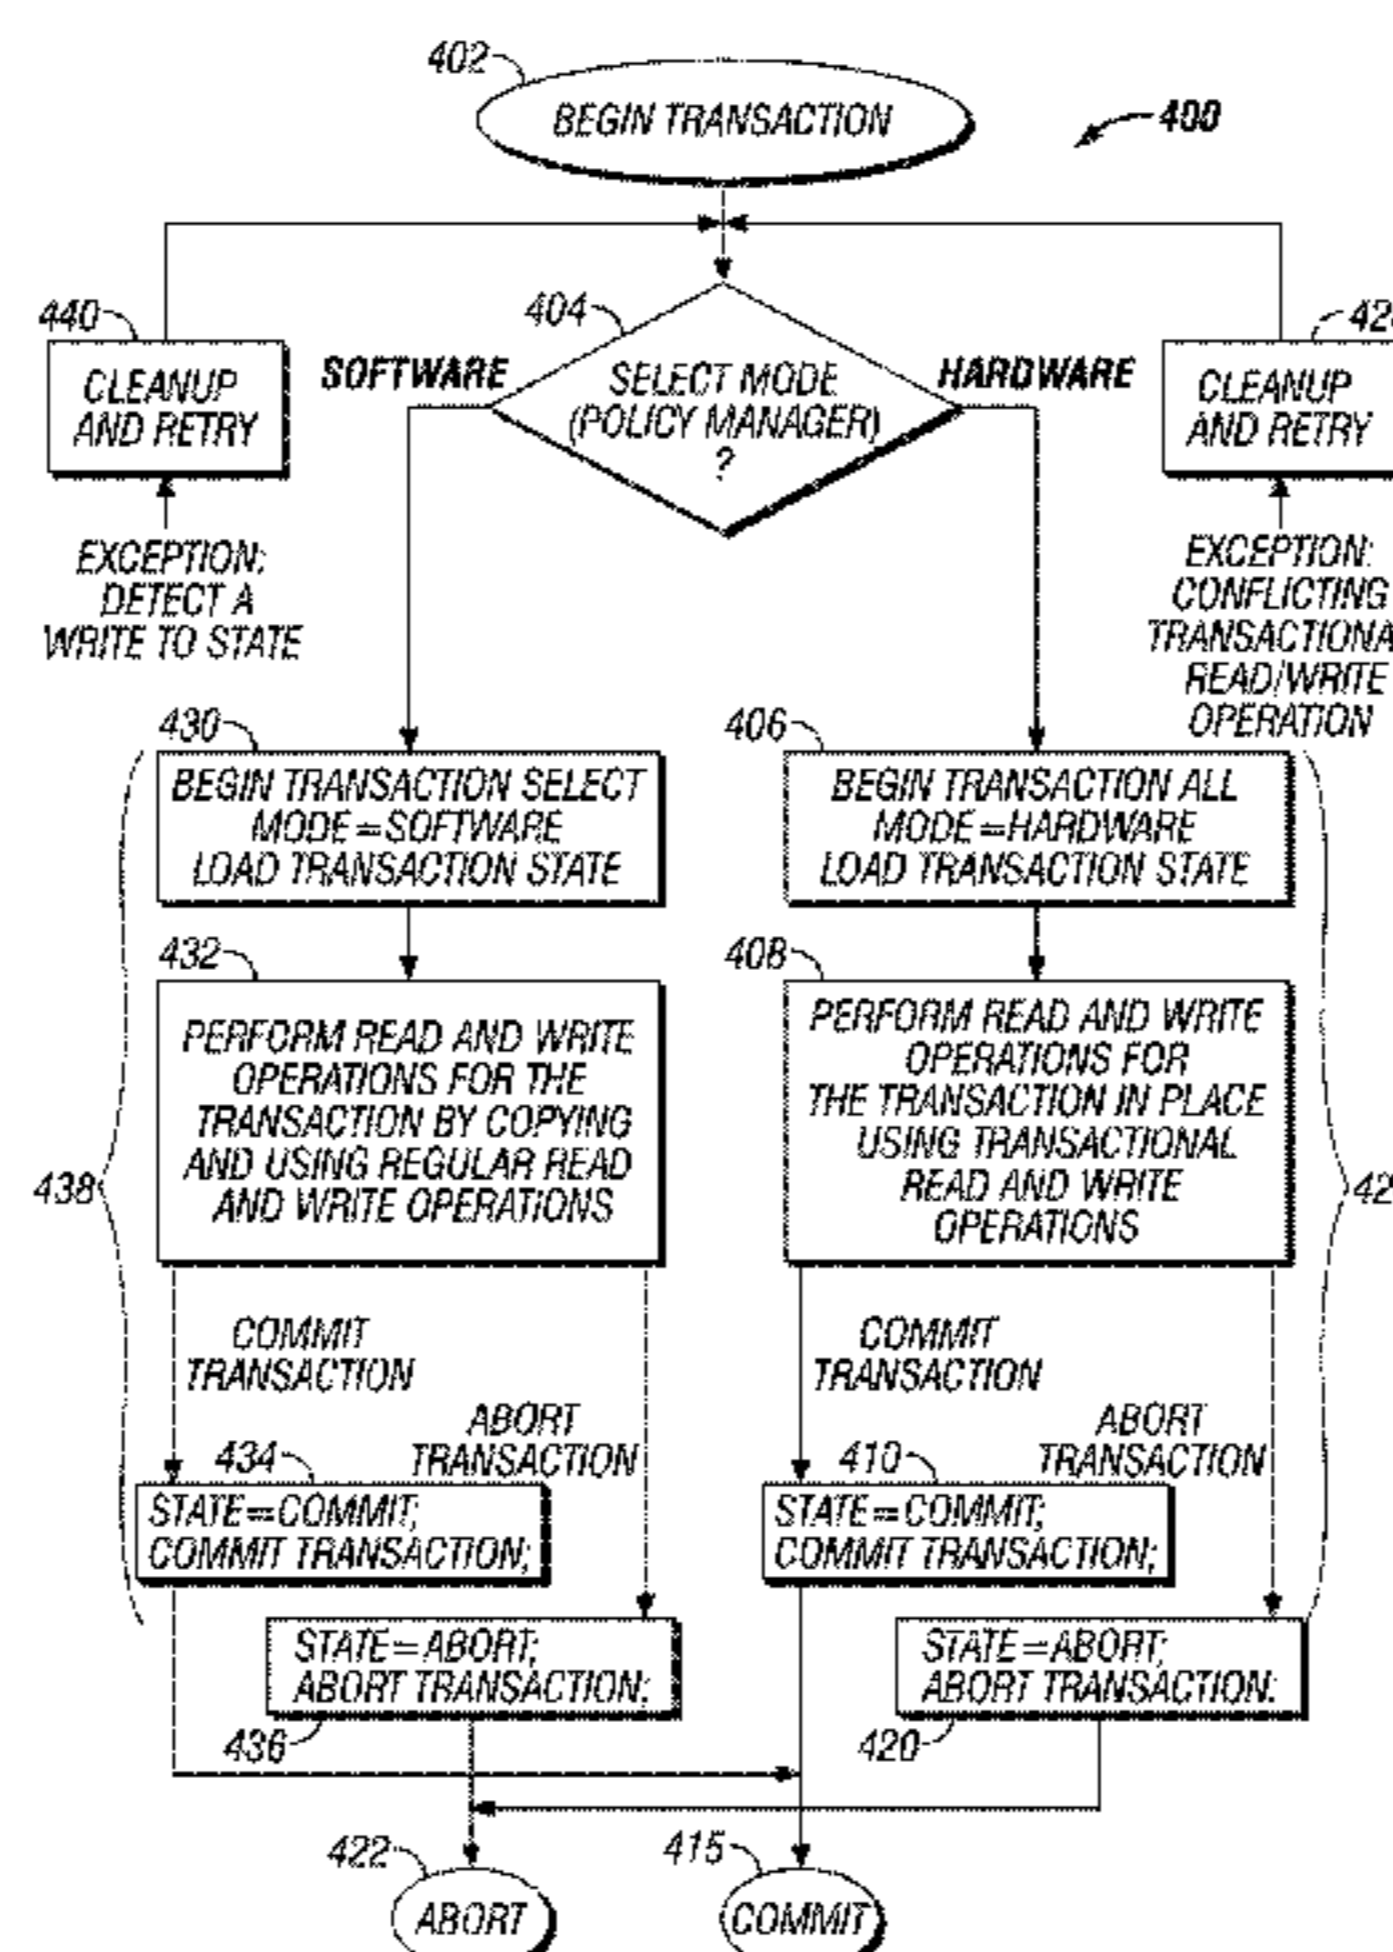 402
BEGIN TRANSACTION
400
440
CLEANUP
AND RETRY
EXCEPTION:
DETECT A
WRITE TO STATE
404
SOFTWARE
SELECT MODE
(POLICY MANAGER)
?
HARDWARE
CLEANUP
AND RETRY
EXCEPTION:
CONFLICTING
READ/WRITE
OPERATION
430
BEGIN TRANSACTION SELECT
MODE=SOFTWARE
LOAD TRANSACTION STATE
406
BEGIN TRANSACTION ALL
MODE=HARDWARE
LOAD TRANSACTION STATE
432
PERFORM READ AND WRITE
OPERATIONS FOR THE
TRANSACTION BY COPYING
AND USING REGULAR READ
AND WRITE OPERATIONS
408
PERFORM READ AND WRITE
OPERATIONS FOR
THE TRANSACTION IN PLACE
USING TRANSACTIONAL
READ AND WRITE
OPERATIONS
438
COMMIT
TRANSACTION
ABORT
TRANSACTION
COMMIT
TRANSACTION
ABORT
TRANSACTION
434
STATE=COMMIT;
COMMIT TRANSACTION;
410
STATE=COMMIT;
COMMIT TRANSACTION;
STATE=ABORT;
ABORT TRANSACTION;
436
STATE=ABORT;
ABORT TRANSACTION;
420
422
ABORT
415
COMMIT